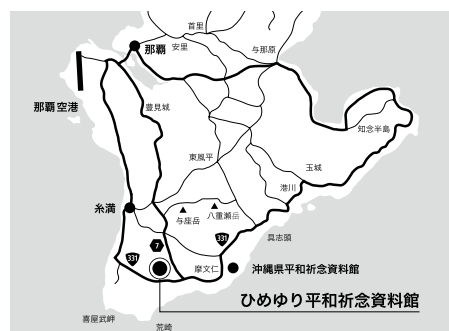 首里
那覇
安里
与那原
那覇空港
豊見城
知念半島
東風平
玉城
港川
糸満
与座岳
八重瀬岳
331
具志頭
7
331
摩文仁
沖縄県平和祈念資料館
ひめゆり平和祈念資料館
喜屋武岬
荒崎